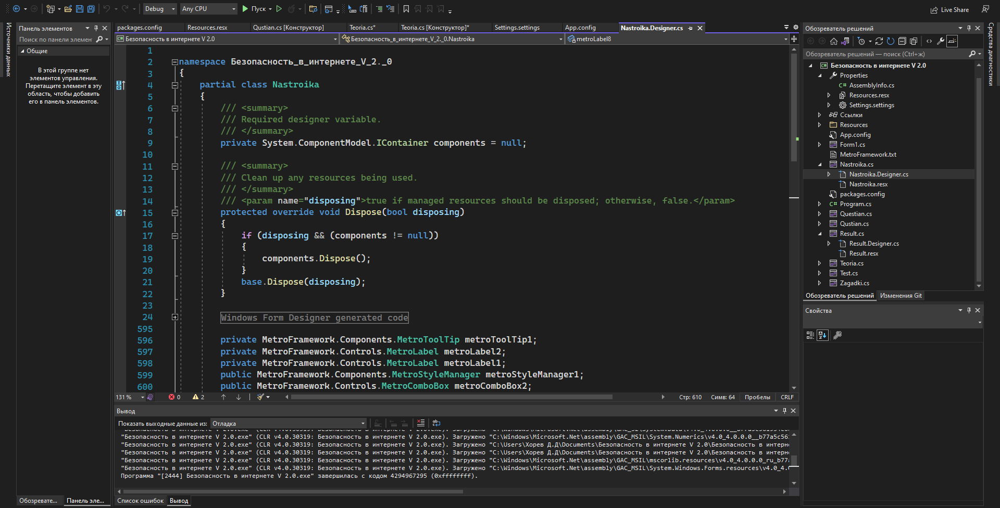 Debug
Any CPU
Пуск
Live Share
Источники данных
Панель элементов
Поиск по панели элемен
Общие
В этой группе нет
элементов управления.
Перетащите элемент в эту
область, чтобы добавить
его в панель элементов.
Обозревате...
Панель эле...
packages.config
Resources.resx
Qustian.cs [Конструктор]
Teoria.cs*
Teoria.cs [Конструктор]*
Settings.settings
App.config
Nastroika.Designer.cs
C# Безопасность в интернете V 2.0
Безопасность_в_интернете_V_2._0.Nastroika
metroLabel8
1
2 namespace Безопасность_в_интернете_V_2._0
3 {
4 partial class Nastroika
5 {
6 /// <summary>
7 /// Required designer variable.
8 /// </summary>
9 private System.ComponentModel.IContainer components = null;
10
11 /// <summary>
12 /// Clean up any resources being used.
13 /// </summary>
14 /// <param name="disposing">true if managed resources should be disposed; otherwise, false.</param>
15 protected override void Dispose(bool disposing)
16 {
17 if (disposing && (components != null))
18 {
19 components.Dispose();
20 }
21 base.Dispose(disposing);
22 }
23
24 Windows Form Designer generated code
595
596 private MetroFramework.Components.MetroToolTip metroToolTip1;
597 private MetroFramework.Controls.MetroLabel metroLabel2;
598 private MetroFramework.Controls.MetroLabel metroLabel1;
599 public MetroFramework.Components.MetroStyleManager metroStyleManager1;
600 public MetroFramework.Controls.MetroComboBox metroComboBox2;
131 %
0
2
Стр: 610
Симв: 64
Пробелы
CRLF
Вывод
Показать выходные данные из: Отладка
"Безопасность в интернете V 2.0.exe" (CLR v4.0.30319: Безопасность в интернете V 2.0.exe). Загружено "C:\Windows\Microsoft.Net\assembly\GAC_MSIL\System.Numerics\v4.0_4.0.0.0__b77a5c56
"Безопасность в интернете V 2.0.exe" (CLR v4.0.30319: Безопасность в интернете V 2.0.exe). Загружено "C:\Users\Хорев Д.Д\Documents\Безопасность в интернете V 2.0\Безопасность в интерн
"Безопасность в интернете V 2.0.exe" (CLR v4.0.30319: Безопасность в интернете V 2.0.exe). Загружено "C:\Users\Хорев Д.Д\Documents\Безопасность в интернете V 2.0\Безопасность в интерн
"Безопасность в интернете V 2.0.exe" (CLR v4.0.30319: Безопасность в интернете V 2.0.exe). Загружено "C:\Windows\Microsoft.Net\assembly\GAC_MSIL\mscorlib.resources\v4.0_4.0.0.0_ru_b77
"Безопасность в интернете V 2.0.exe" (CLR v4.0.30319: Безопасность в интернете V 2.0.exe). Загружено "C:\Windows\Microsoft.Net\assembly\GAC_MSIL\System.Windows.Forms.resources\v4.0_4.
Программа "[2444] Безопасность в интернете V 2.0.exe" завершилась с кодом 4294967295 (0xffffffff).
Список ошибок
Вывод
Обозреватель решений
Обозреватель решений — поиск (Ctrl+ж)
C# Безопасность в интернете V 2.0
Properties
C# AssemblyInfo.cs
Resources.resx
Settings.settings
Ссылки
Resources
App.config
Form1.cs
MetroFramework.txt
Nastroika.cs
Nastroika.Designer.cs
Nastroika.resx
packages.config
C# Program.cs
Questian.cs
Qustian.cs
Result.cs
Result.Designer.cs
Result.resx
Teoria.cs
Test.cs
Zagadki.cs
Обозреватель решений
Изменения Git
Свойства
Средства диагностики